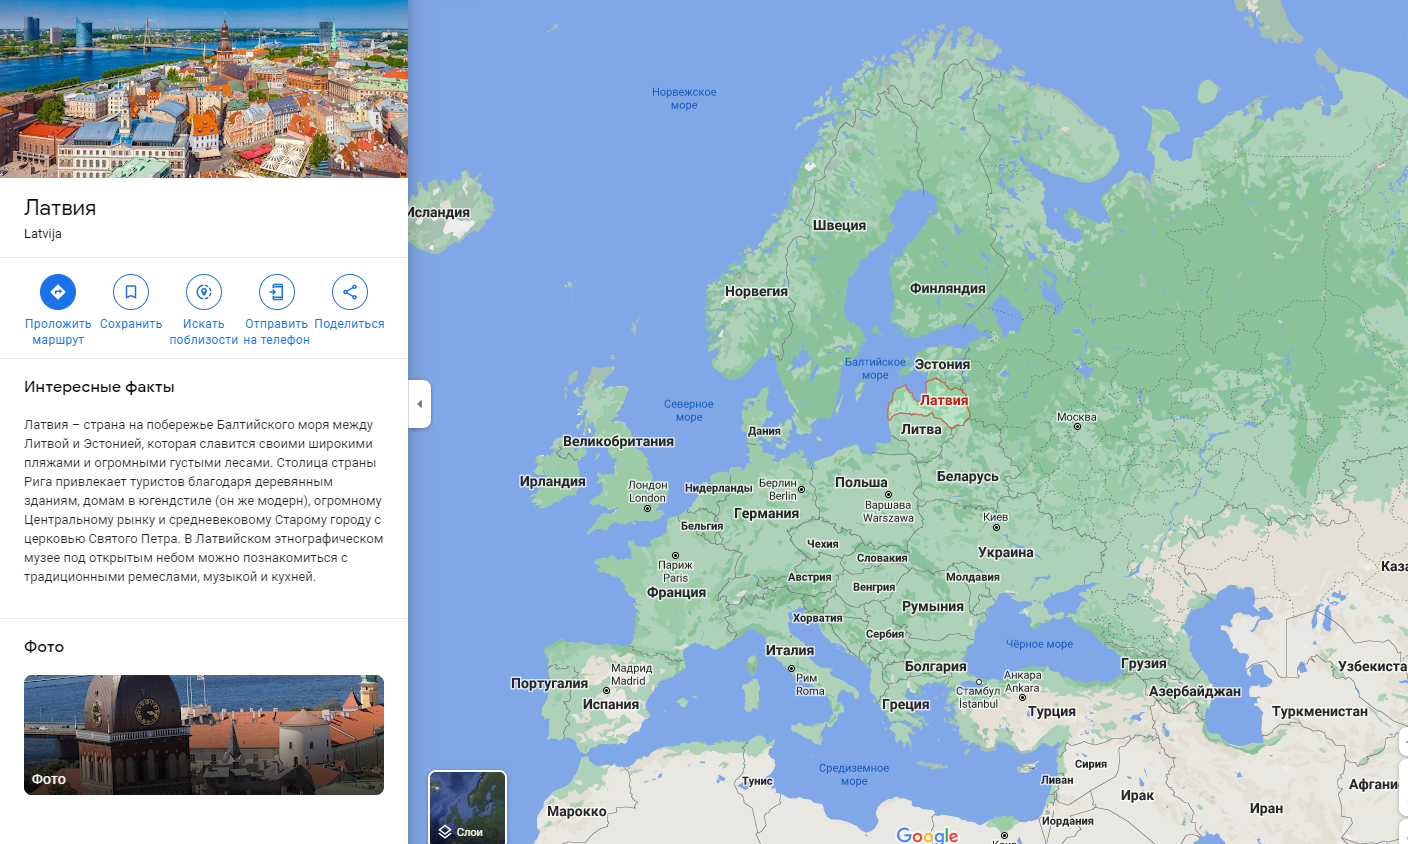 Латвия
Latvija
Проложить
маршрут
Сохранить
Искать
поблизости
Отправить
на телефон
Поделиться
Интересные факты
Латвия – страна на побережье Балтийского моря между
Литвой и Эстонией, которая славится своими широкими
пляжами и огромными густыми лесами. Столица страны
Рига привлекает туристов благодаря деревянным
зданиям, домам в югендстиле (он же модерн), огромному
Центральному рынку и средневековому Старому городу с
церковью Святого Петра. В Латвийском этнографическом
музее под открытым небом можно познакомиться с
традиционными ремеслами, музыкой и кухней.
Фото
Фото
Норвежское
море
Исландия
Швеция
Норвегия
Финляндия
Балтийское
море
Эстония
Северное
море
Латвия
Москва
Дания
Литва
Великобритания
Ирландия
Лондон
London
Нидерланды
Берлин
Berlin
Польша
Беларусь
Варшава
Warszawa
Германия
Бельгия
Киев
Чехия
Украина
Словакия
Париж
Paris
Австрия
Венгрия
Молдавия
Франция
Румыния
Хорватия
Сербия
Чёрное море
Италия
Мадрид
Madrid
Рим
Roma
Болгария
Грузия
Узбекиста
Португалия
Испания
Стамбул
İstanbul
Анкара
Ankara
Азербайджан
Греция
Турция
Туркменистан
Средиземное
море
Тунис
Сирия
Ливан
Ирак
Афгани
Марокко
Иран
Иордания
Каза
Слои
Google